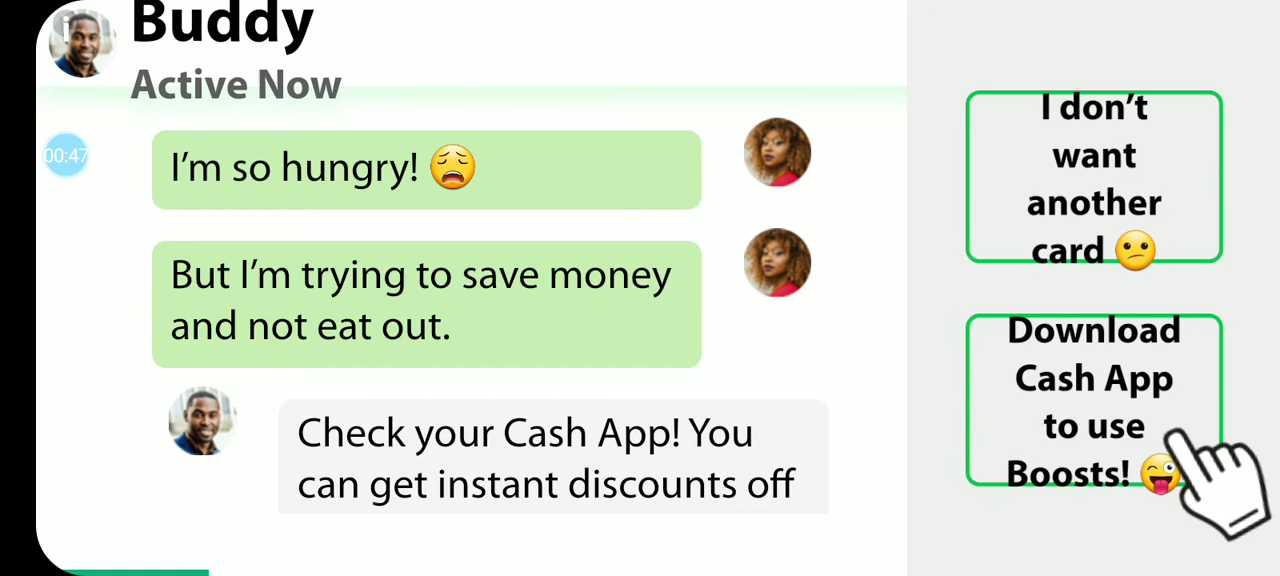 Buddy
Active Now
00:47
I'm so hungry! 😩
But I'm trying to save money
and not eat out.
Check your Cash App! You
can get instant discounts off
I don't
want
another
card 😕
Download
Cash App
to use
Boosts! 😜